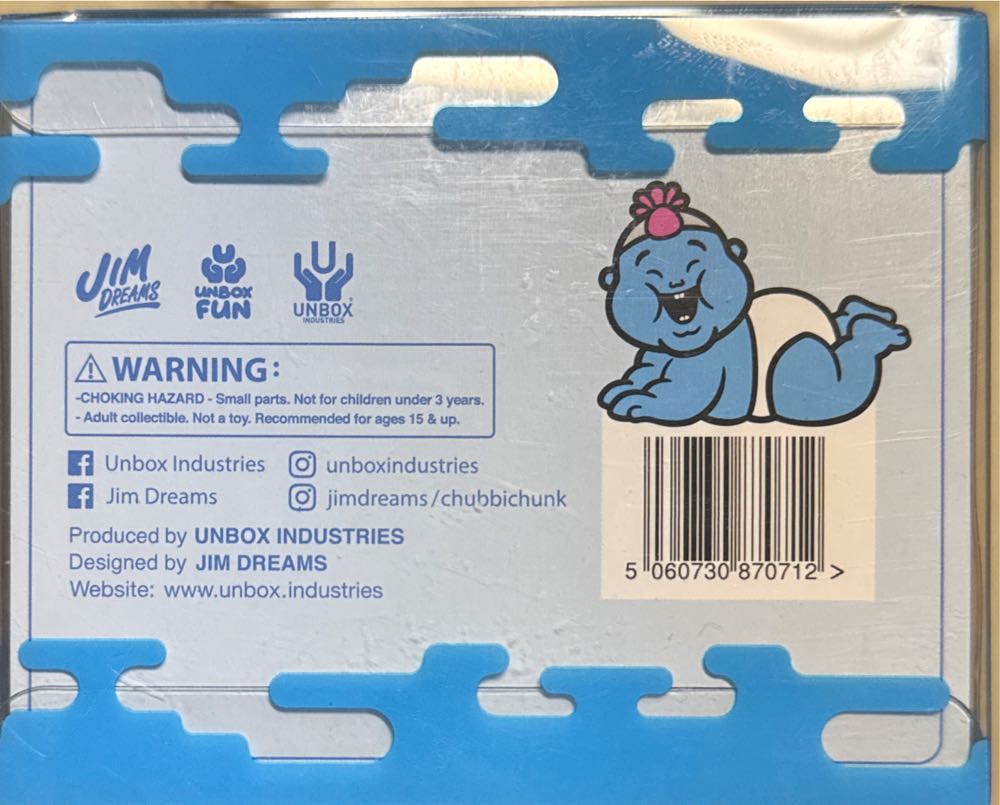 JIM
DREAMS
UNBOX
FUN
U
UNBOX®
INDUSTRIES
WARNING:
-CHOKING HAZARD - Small parts. Not for children under 3 years.
- Adult collectible. Not a toy. Recommended for ages 15 & up.
Unbox Industries
unboxindustries
Jim Dreams
jimdreams/chubbichunk
Produced by UNBOX INDUSTRIES
Designed by JIM DREAMS
Website: www.unbox.industries
5 060730 870712 >